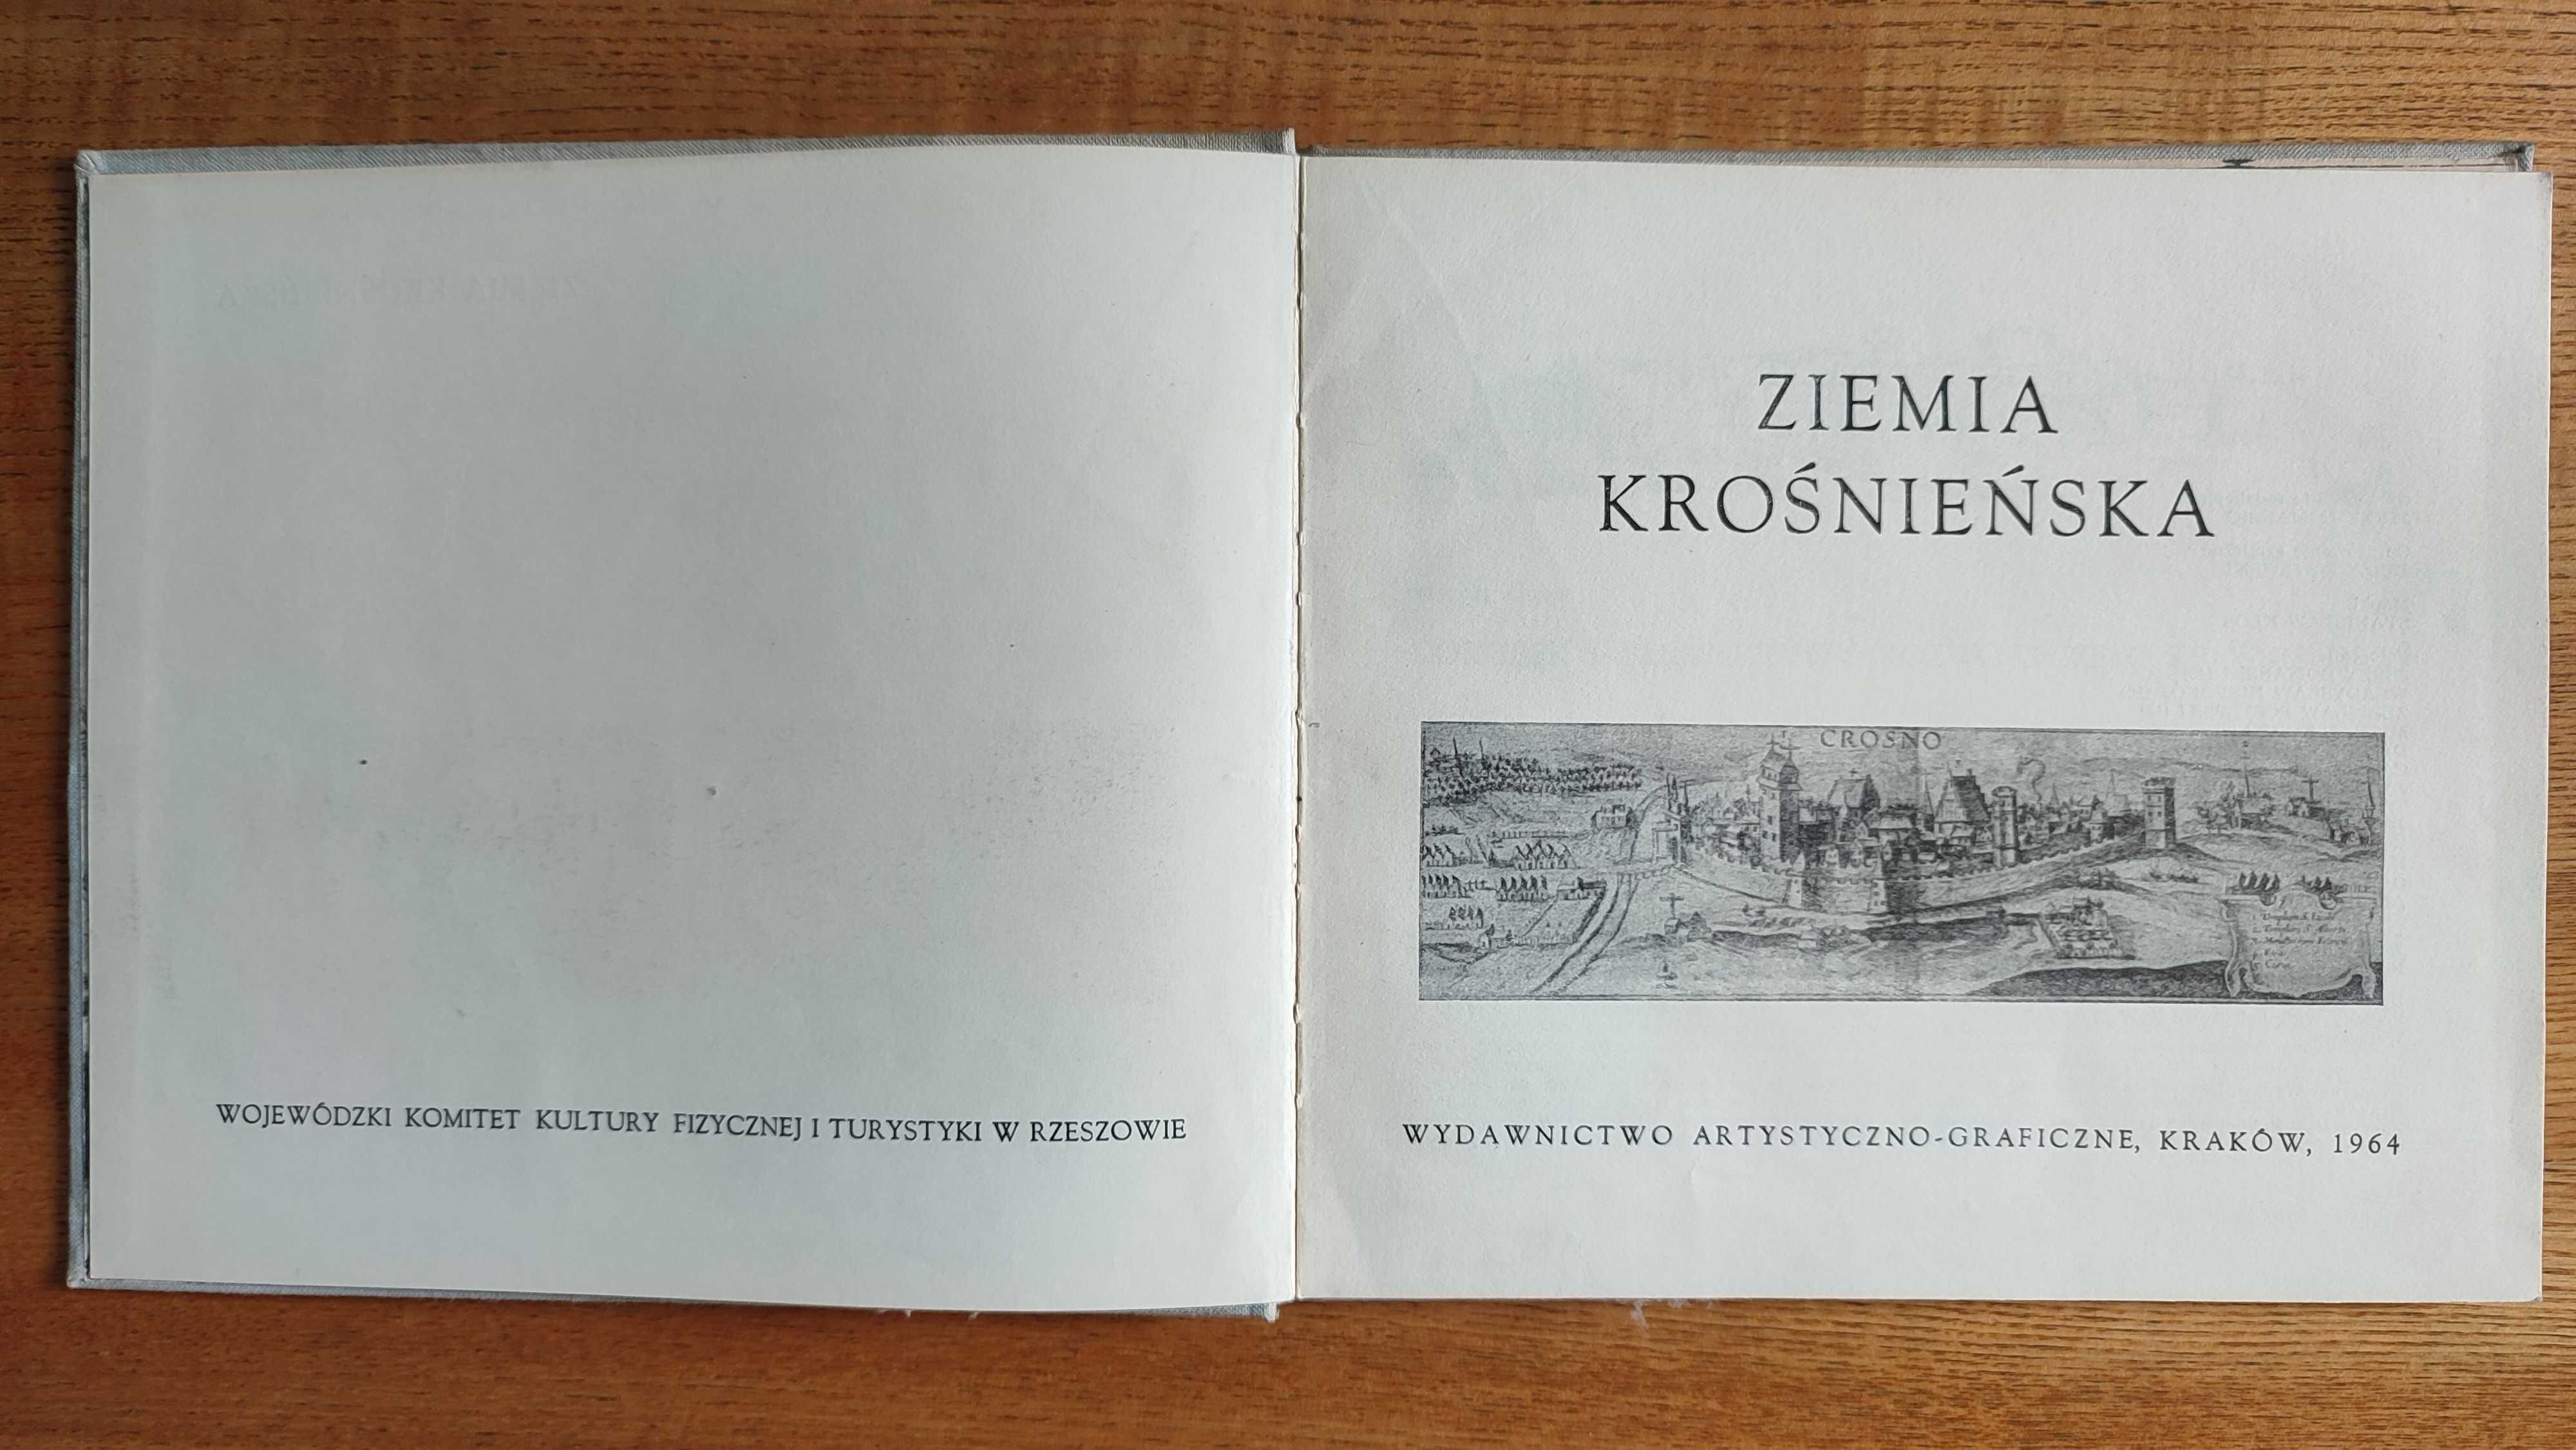 WOJEWÓDZKI KOMITET KULTURY FIZYCZNEJ I TURYSTYKI W RZESZOWIE
ZIEMIA
KROŚNIEŃSKA
CROSNO
WYDAWNICTWO ARTYSTYCZNO-GRAFICZNE, KRAKÓW, 1964